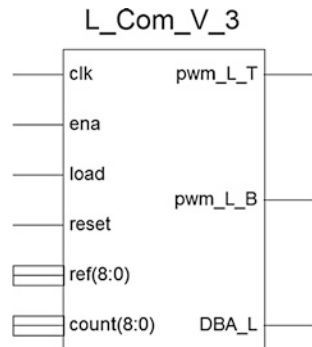 L_Com_V_3
clk
pwm_L_T
ena
load
pwm_L_B
reset
ref(8:0)
count(8:0)
DBA_L